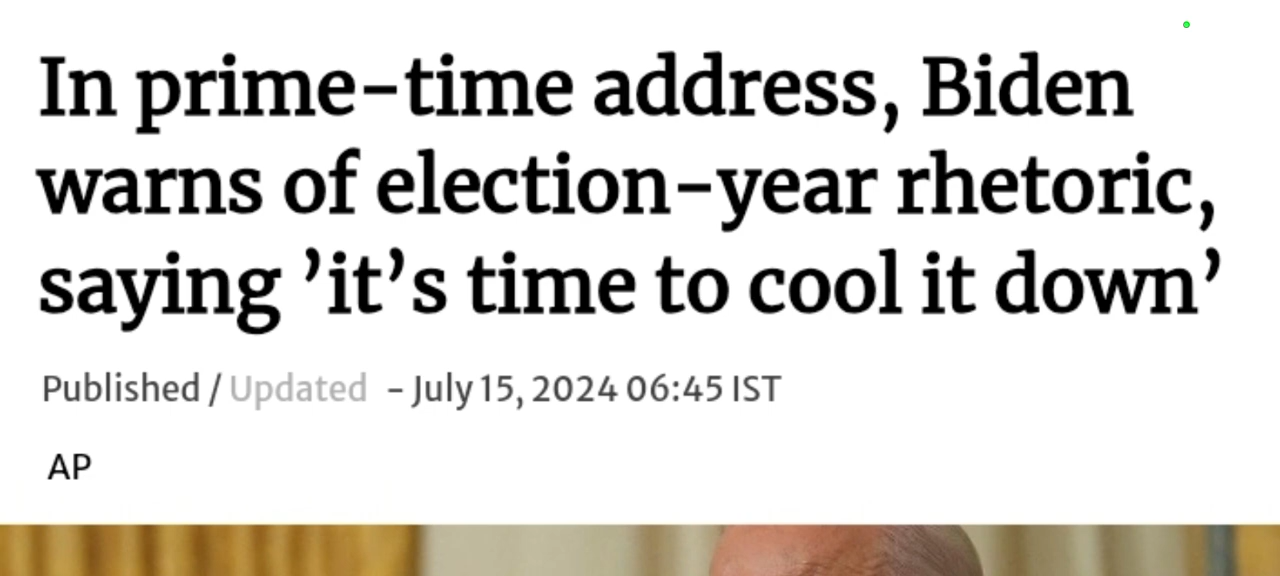 In prime-time address, Biden
warns of election-year rhetoric,
saying ’it’s time to cool it down’
Published / Updated - July 15, 2024 06:45 IST
AP